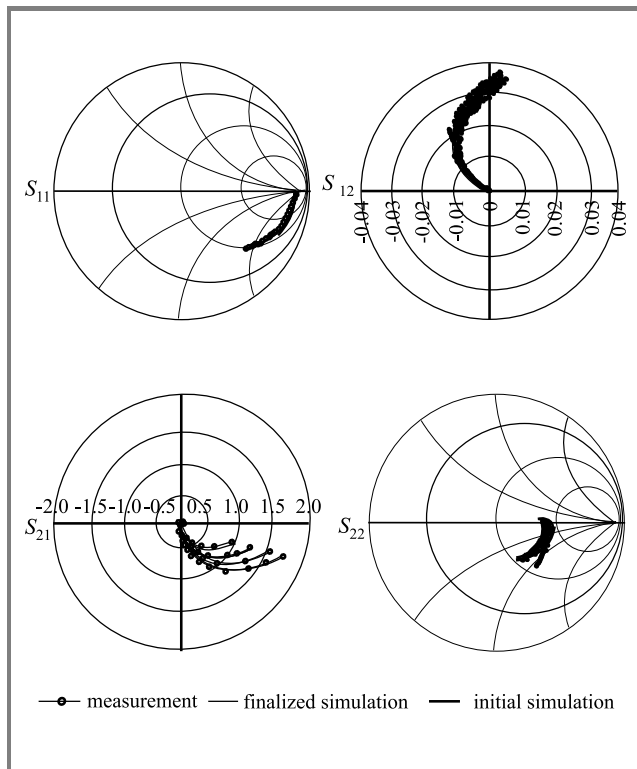 S11
S 12
-0.04 -0.03 -0.02 -0.01 0 0.01 0.02 0.03 0.04
-2.0 -1.5 -1.0 -0.5 0 0.5 1.0 1.5 2.0
S21
S22
measurement finalized simulation initial simulation